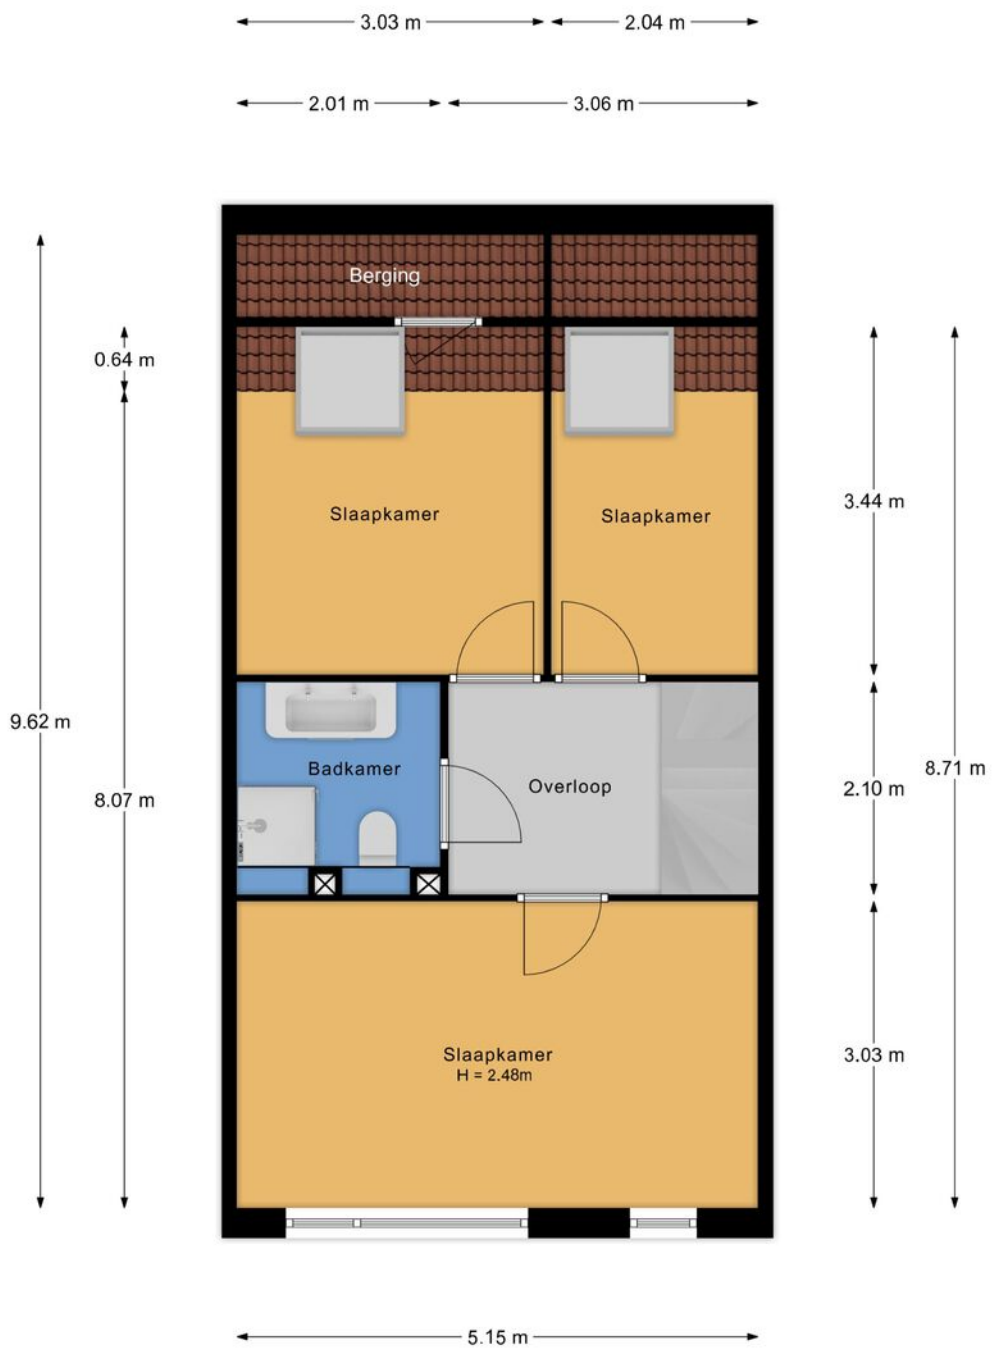 3.03 m
2.04 m
2.01 m
3.06 m
Berging
0.64 m
3.44 m
Slaapkamer
Slaapkamer
9.62 m
8.07 m
Badkamer
Overloop
2.10 m
8.71 m
Slaapkamer
H = 2.48m
3.03 m
5.15 m